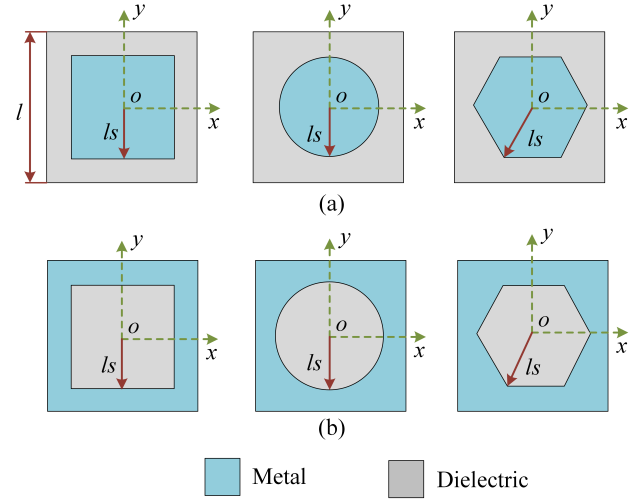 y y y
l
o o o
ls x ls x ls x
(a)
y y y
o o o
ls x ls x ls x
(b)
Metal Dielectric